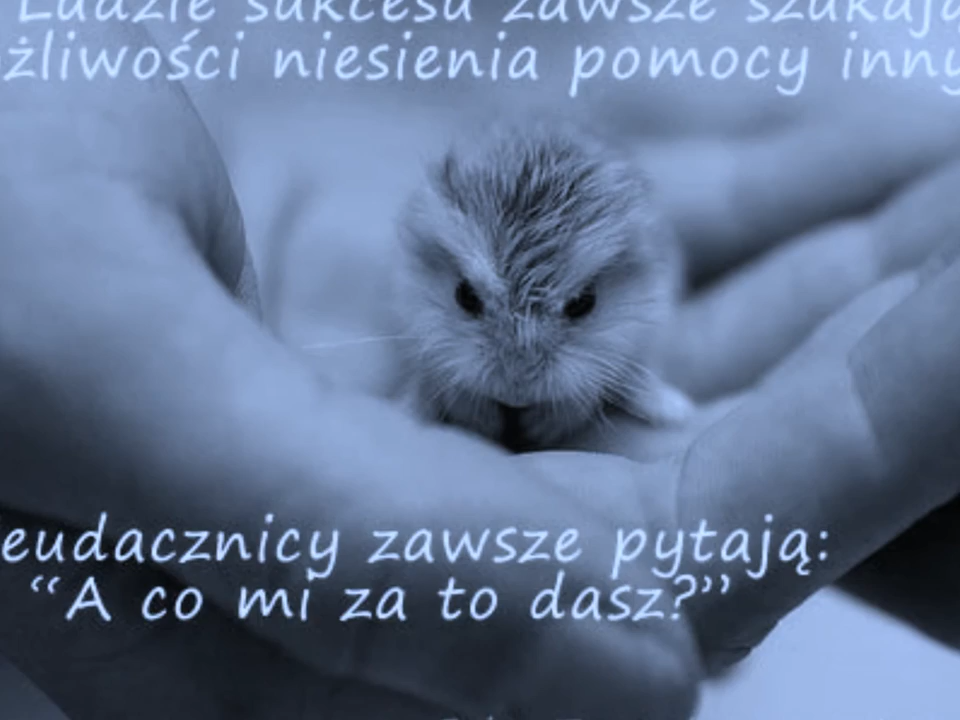 Ludzie sukcesu zawsze szukają
żliwości niesienia pomocy inny
eudacznicy zawsze pytają:
“A co mi za to dasz?”